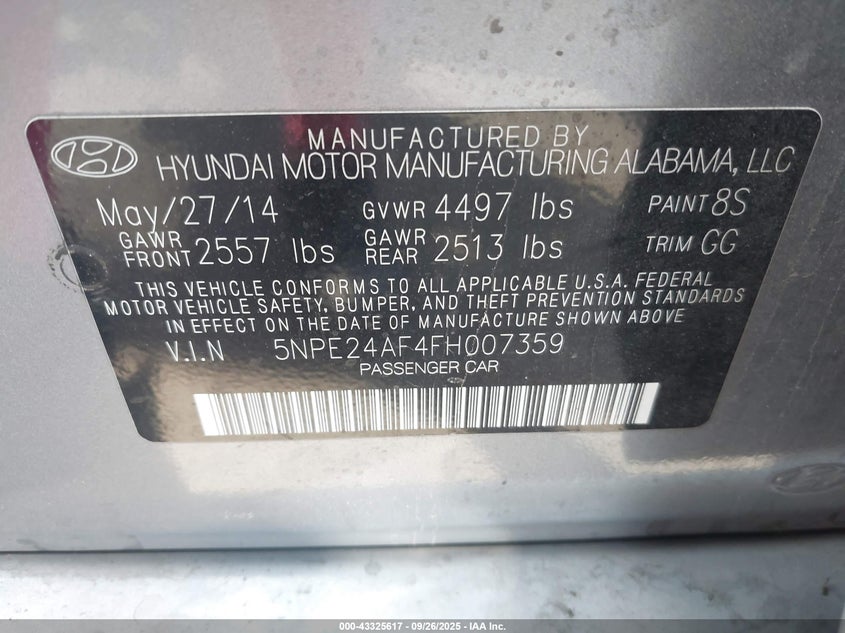 MANUFACTURED BY
HYUNDAI MOTOR MANUFACTURING ALABAMA, LLC
May/27/14 GVWR 4497 lbs PAINT 8S
GAWR FRONT 2557 lbs GAWR REAR 2513 lbs TRIM GG
THIS VEHICLE CONFORMS TO ALL APPLICABLE U.S.A. FEDERAL
MOTOR VEHICLE SAFETY, BUMPER, AND THEFT PREVENTION STANDARDS
IN EFFECT ON THE DATE OF MANUFACTURE SHOWN ABOVE
V.I.N 5NPE24AF4FH007359
PASSENGER CAR
000-43325617 - 09/26/2025 - IAA Inc.